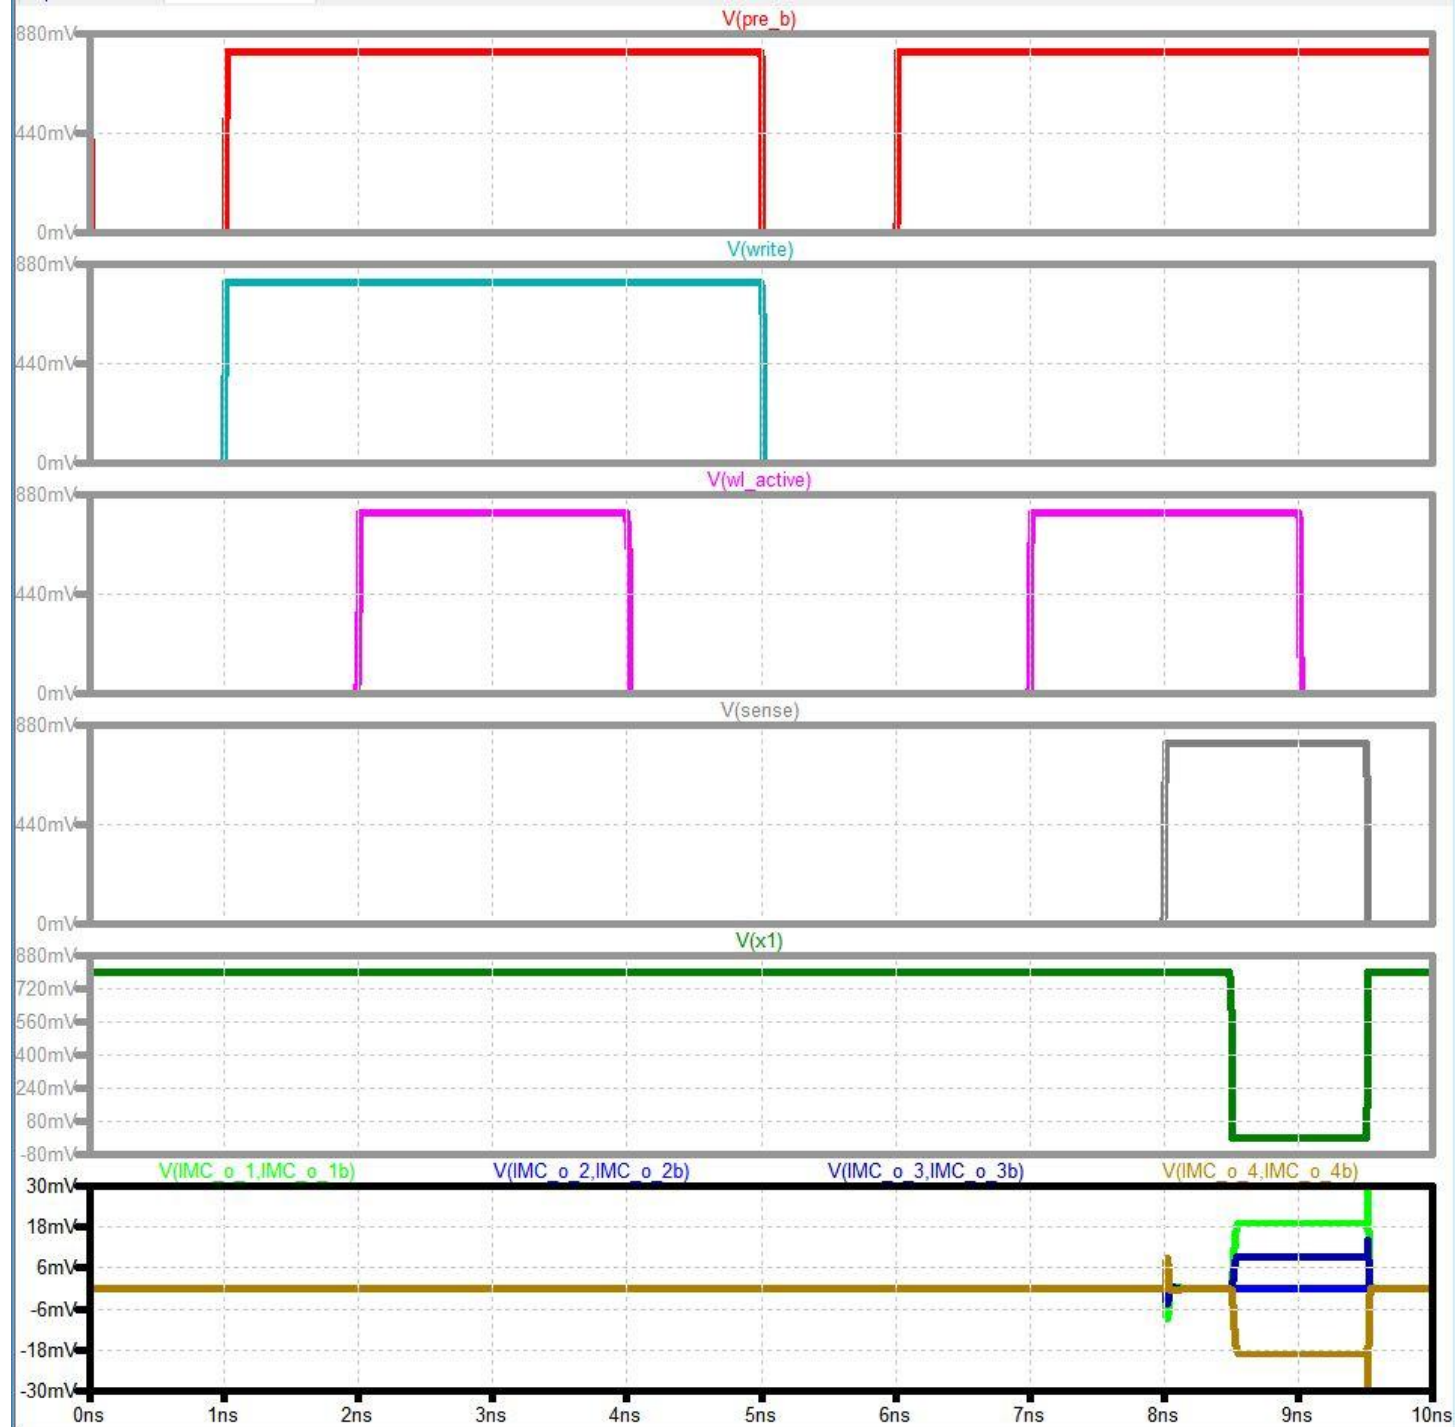 V(pre_b)
880mV
440mV
0mV
V(write)
880mV
440mV
0mV
V(wl_active)
880mV
440mV
0mV
V(sense)
880mV
440mV
0mV
V(x1)
880mV
720mV
560mV
400mV
240mV
80mV
-80mV
V(IMC_o_1,IMC_o_1b) V(IMC_o_2,IMC_o_2b) V(IMC_o_3,IMC_o_3b) V(IMC_o_4,IMC_o_4b)
30mV
18mV
6mV
-6mV
-18mV
-30mV
0ns 1ns 2ns 3ns 4ns 5ns 6ns 7ns 8ns 9ns 10ns